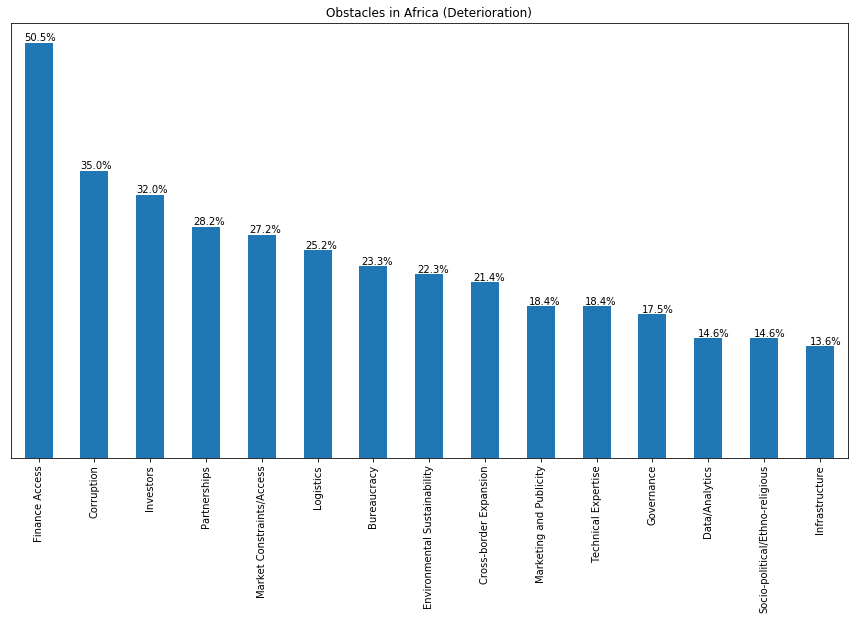 Obstacles in Africa (Deterioration)
50.5%
35.0%
32.0%
28.2%
27.2%
25.2%
23.3%
22.3%
21.4%
18.4%
18.4%
17.5%
14.6%
14.6%
13.6%
Finance Access
Corruption
Investors
Partnerships
Market Constraints/Access
Logistics
Bureaucracy
Environmental Sustainability
Cross-border Expansion
Marketing and Publicity
Technical Expertise
Governance
Data/Analytics
Socio-political/Ethno-religious
Infrastructure